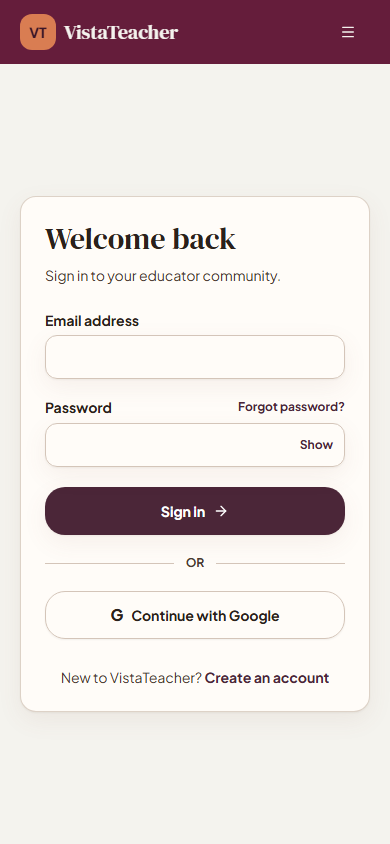 VT VistaTeacher
Welcome back
Sign in to your educator community.
Email address
Password Forgot password?
Show
Sign in →
OR
G Continue with Google
New to VistaTeacher? Create an account